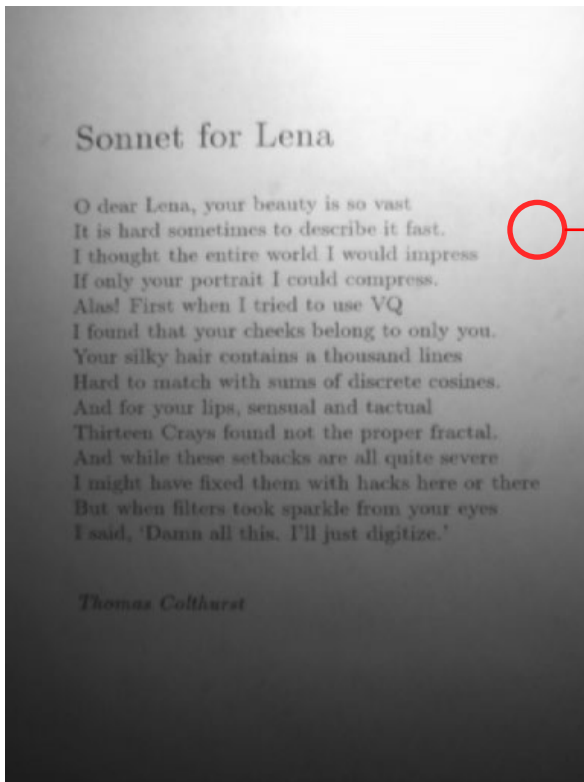 Sonnet for Lena
O dear Lena, your beauty is so vast
It is hard sometimes to describe it fast.
I thought the entire world I would impress
If only your portrait I could compress.
Alas! First when I tried to use VQ
I found that your cheeks belong to only you.
Your silky hair contains a thousand lines
Hard to match with sums of discrete cosines.
And for your lips, sensual and tactual
Thirteen Crays found not the proper fractal.
And while these setbacks are all quite severe
I might have fixed them with hacks here or there
But when filters took sparkle from your eyes
I said, 'Damn all this. I'll just digitize.'
Thomas Colthurst